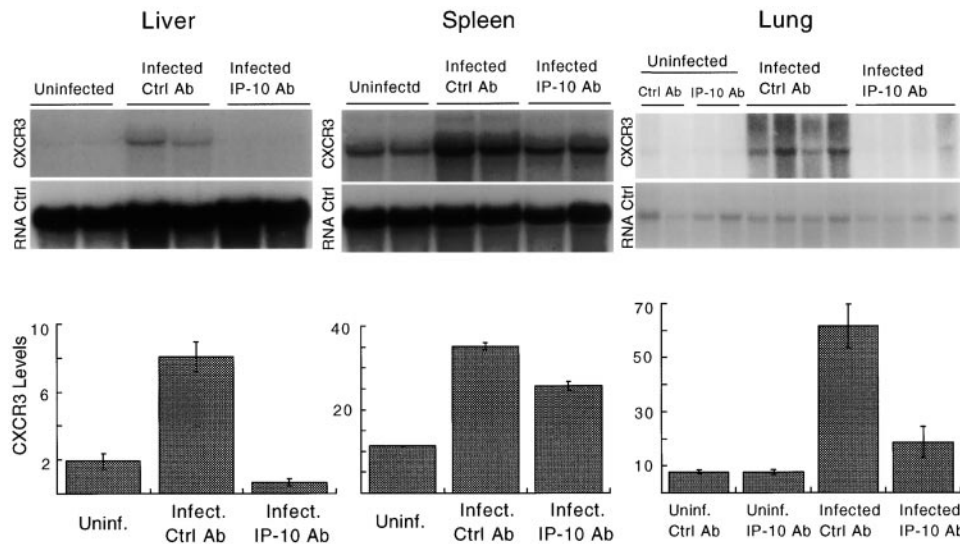 Liver
Spleen
Lung
Uninfected
Infected
Ctrl Ab
Infected
IP-10 Ab
CXCR3
RNA Ctrl
Uninfectd
Infected
Ctrl Ab
Infected
IP-10 Ab
CXCR3
RNA Ctrl
Uninfected
Ctrl Ab
IP-10 Ab
Infected
Ctrl Ab
Infected
IP-10 Ab
CXCR3
RNA Ctrl
CXCR3 Levels
10
8
6
4
2
Uninf.
Infect.
Ctrl Ab
Infect.
IP-10 Ab
40
20
Uninf.
Infect.
Ctrl Ab
Infect.
IP-10 Ab
70
50
30
10
Uninf.
Ctrl Ab
Uninf.
IP-10 Ab
Infected
Ctrl Ab
Infected
IP-10 Ab